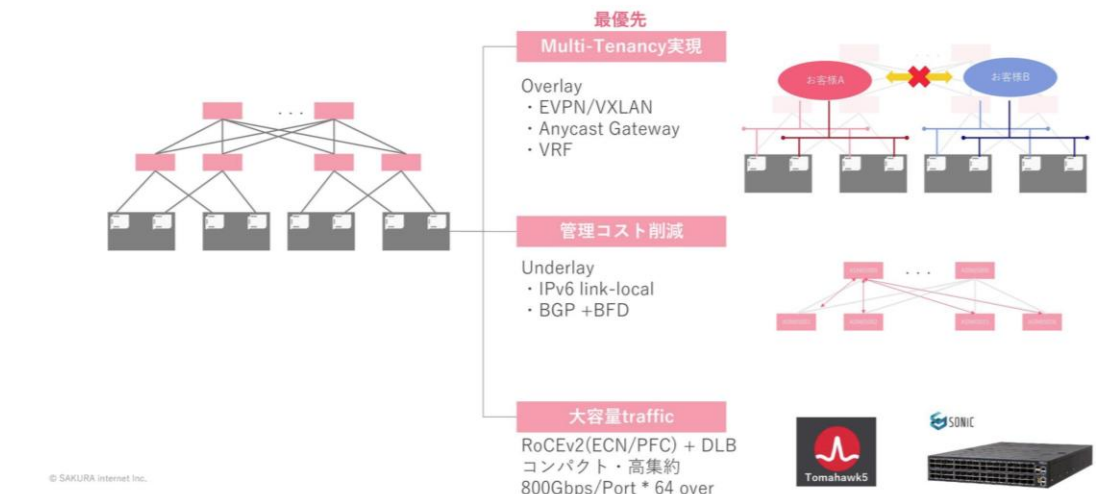 最優先
Multi-Tenancy実現
Overlay
・EVPN/VXLAN
・Anycast Gateway
・VRF
お客様A
お客様B
管理コスト削減
Underlay
・IPv6 link-local
・BGP +BFD
大容量traffic
RoCEv2(ECN/PFC) + DLB
コンパクト・高集約
800Gbps/Port * 64 over
Tomahawk5
SONiC
© SAKURA internet Inc.